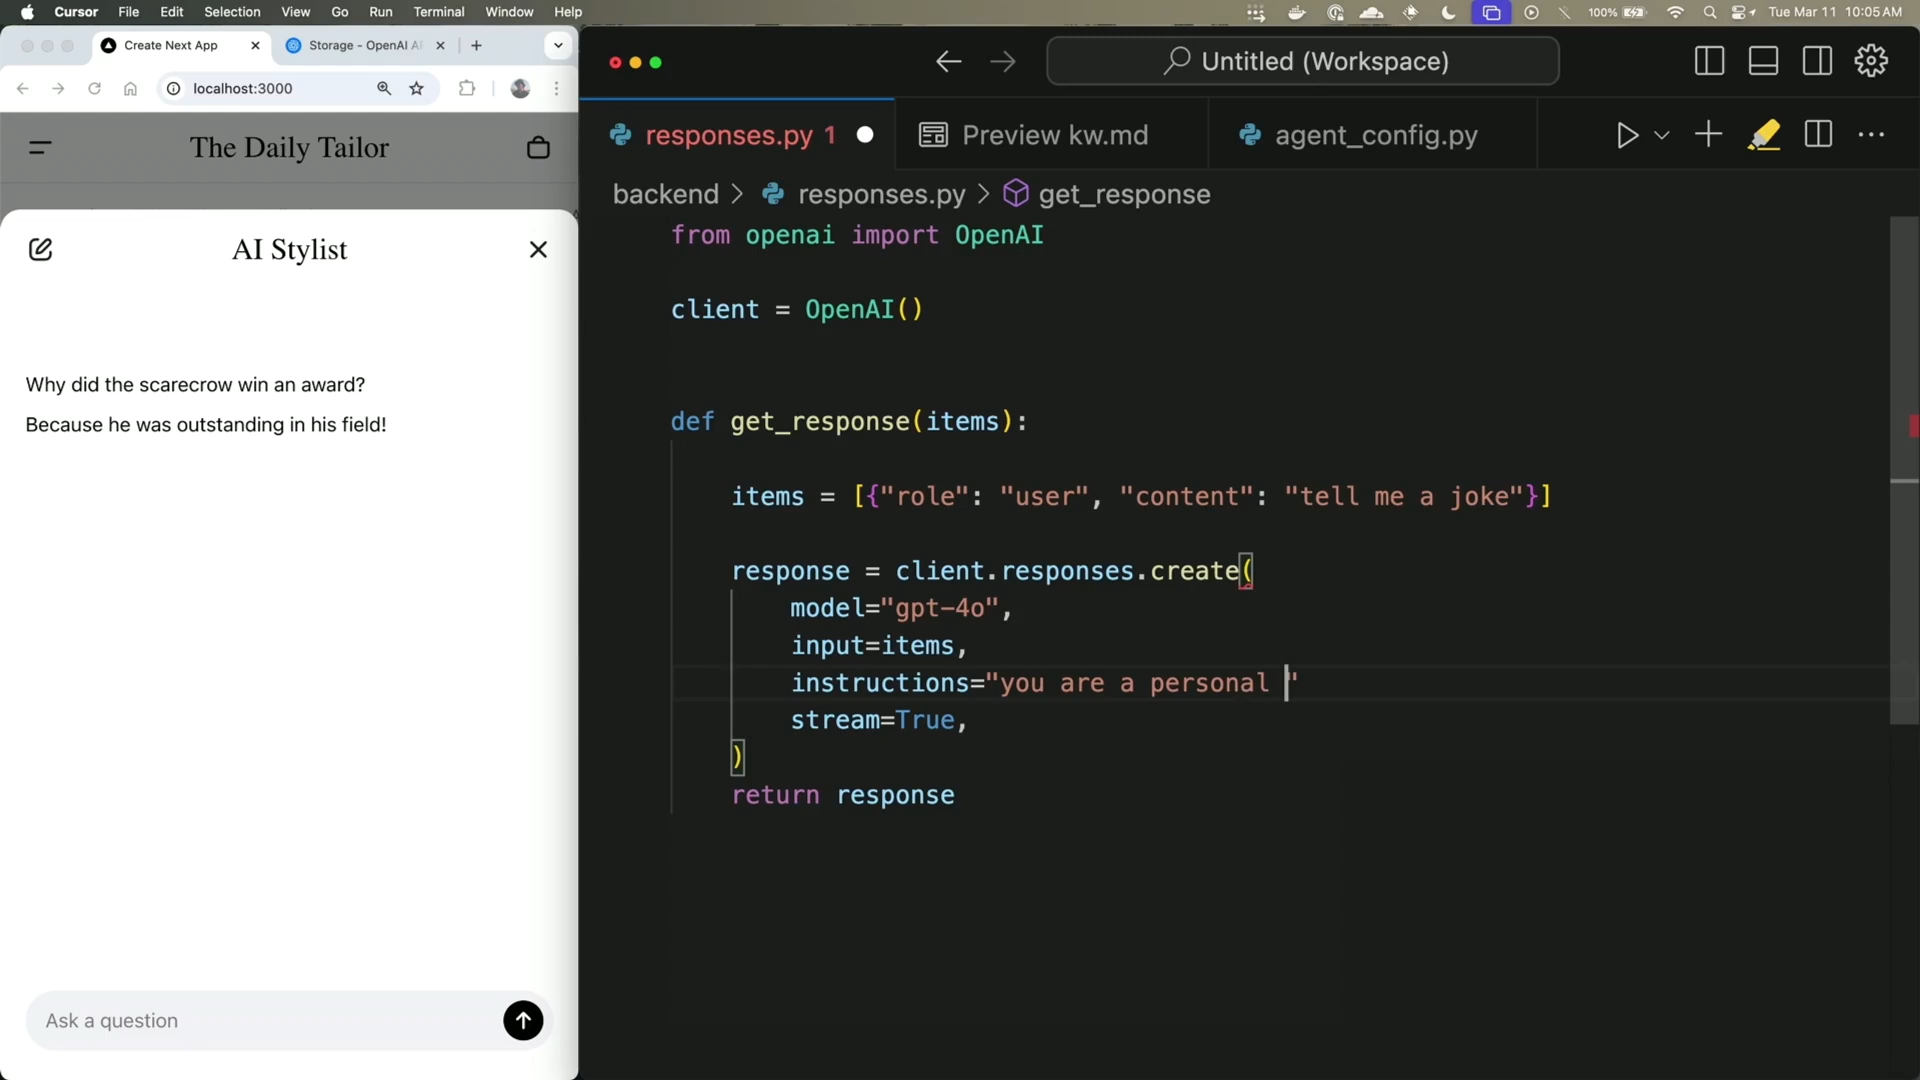 Cursor File Edit Selection View Go Run Terminal Window Help 100% Tue Mar 11 10:05 AM
Create Next App Storage - OpenAI AP
localhost:3000
The Daily Tailor
AI Stylist
Why did the scarecrow win an award?
Because he was outstanding in his field!
Ask a question
Untitled (Workspace)
responses.py 1 Preview kw.md agent_config.py
backend > responses.py > get_response
from openai import OpenAI
client = OpenAI()
def get_response(items):
items = [{"role": "user", "content": "tell me a joke"}]
response = client.responses.create(
model="gpt-4o",
input=items,
instructions="you are a personal "
stream=True,
)
return response